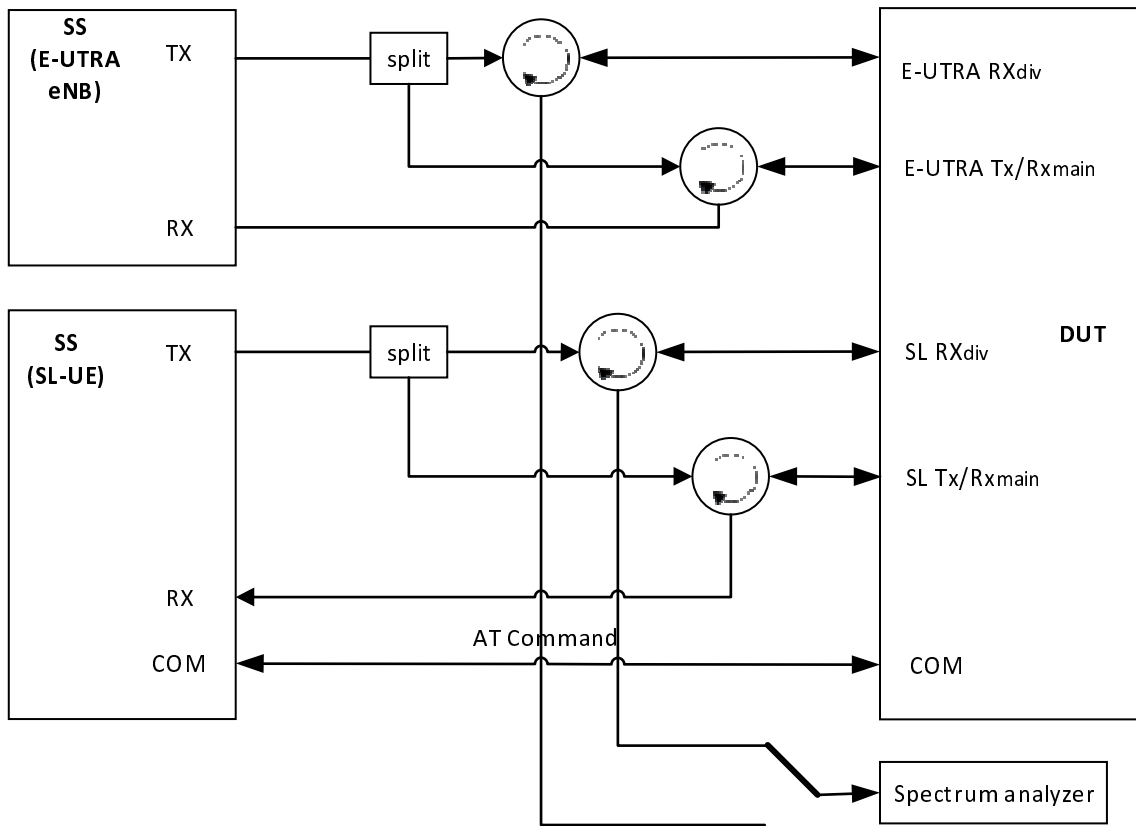 SS
(E-UTRA
eNB)
TX
split
E-UTRA RXdiv
E-UTRA Tx/Rxmain
RX
SS
(SL-UE)
TX
split
SL RXdiv
DUT
SL Tx/Rxmain
RX
AT Command
COM
COM
Spectrum analyzer